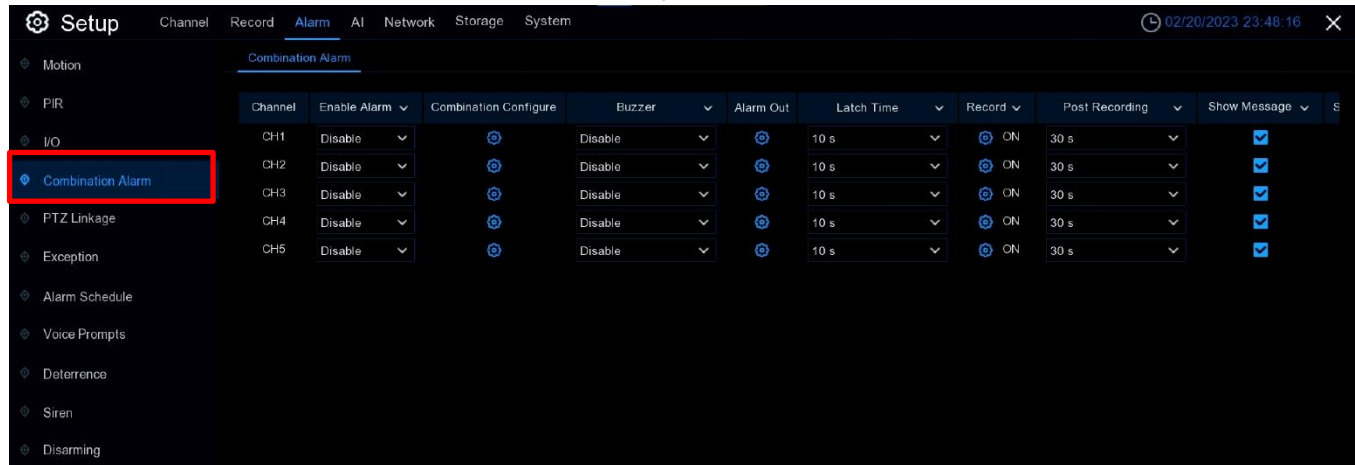 Setup Channel Record Alarm AI Network Storage System 02/20/2023 23:48:16
Motion
PIR
I/O
Combination Alarm
PTZ Linkage
Exception
Alarm Schedule
Voice Prompts
Deterrence
Siren
Disarming
Combination Alarm
Channel Enable Alarm Combination Configure Buzzer Alarm Out Latch Time Record Post Recording Show Message S
CH1 Disable Disable 10 s ON 30 s
CH2 Disable Disable 10 s ON 30 s
CH3 Disable Disable 10 s ON 30 s
CH4 Disable Disable 10 s ON 30 s
CH5 Disable Disable 10 s ON 30 s